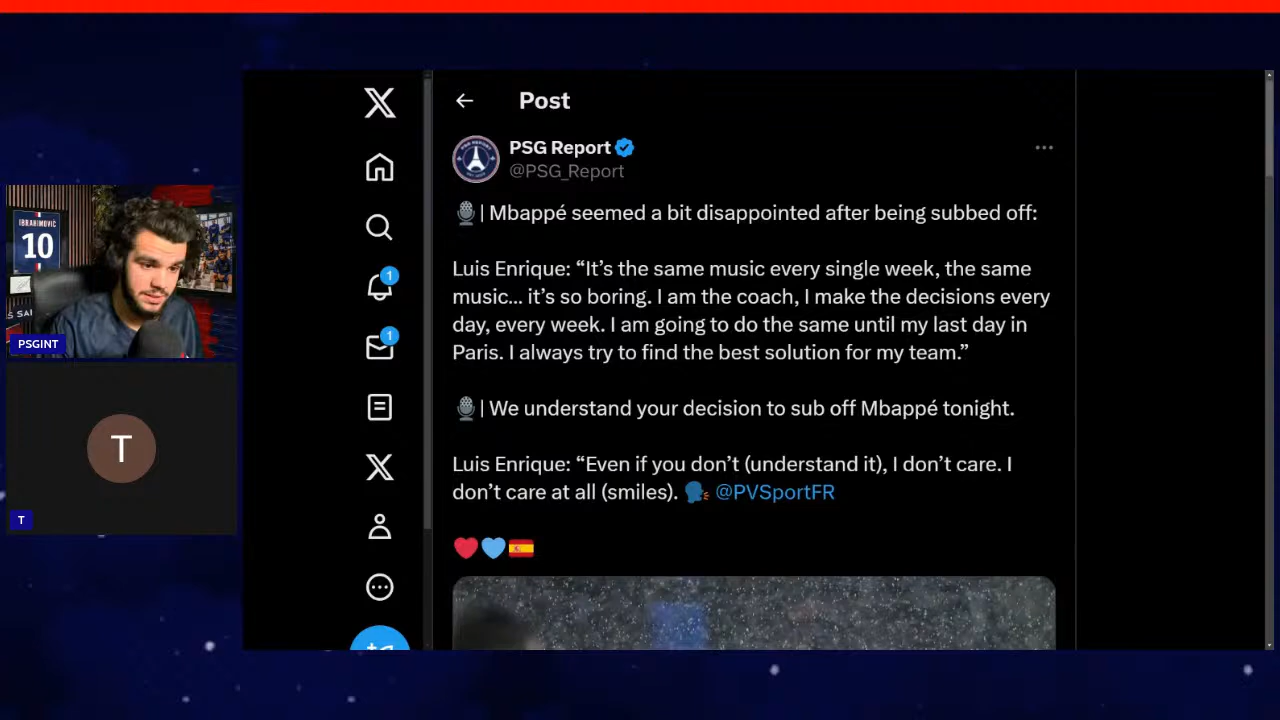 Post
PSG Report
@PSG_Report
| Mbappé seemed a bit disappointed after being subbed off:
Luis Enrique: “It’s the same music every single week, the same
music... it’s so boring. I am the coach, I make the decisions every
day, every week. I am going to do the same until my last day in
Paris. I always try to find the best solution for my team.”
| We understand your decision to sub off Mbappé tonight.
Luis Enrique: “Even if you don’t (understand it), I don’t care. I
don’t care at all (smiles). @PVSportFR
1
1
IBRAHIMOVIĆ
10
S SAI
PSGINT
T
T